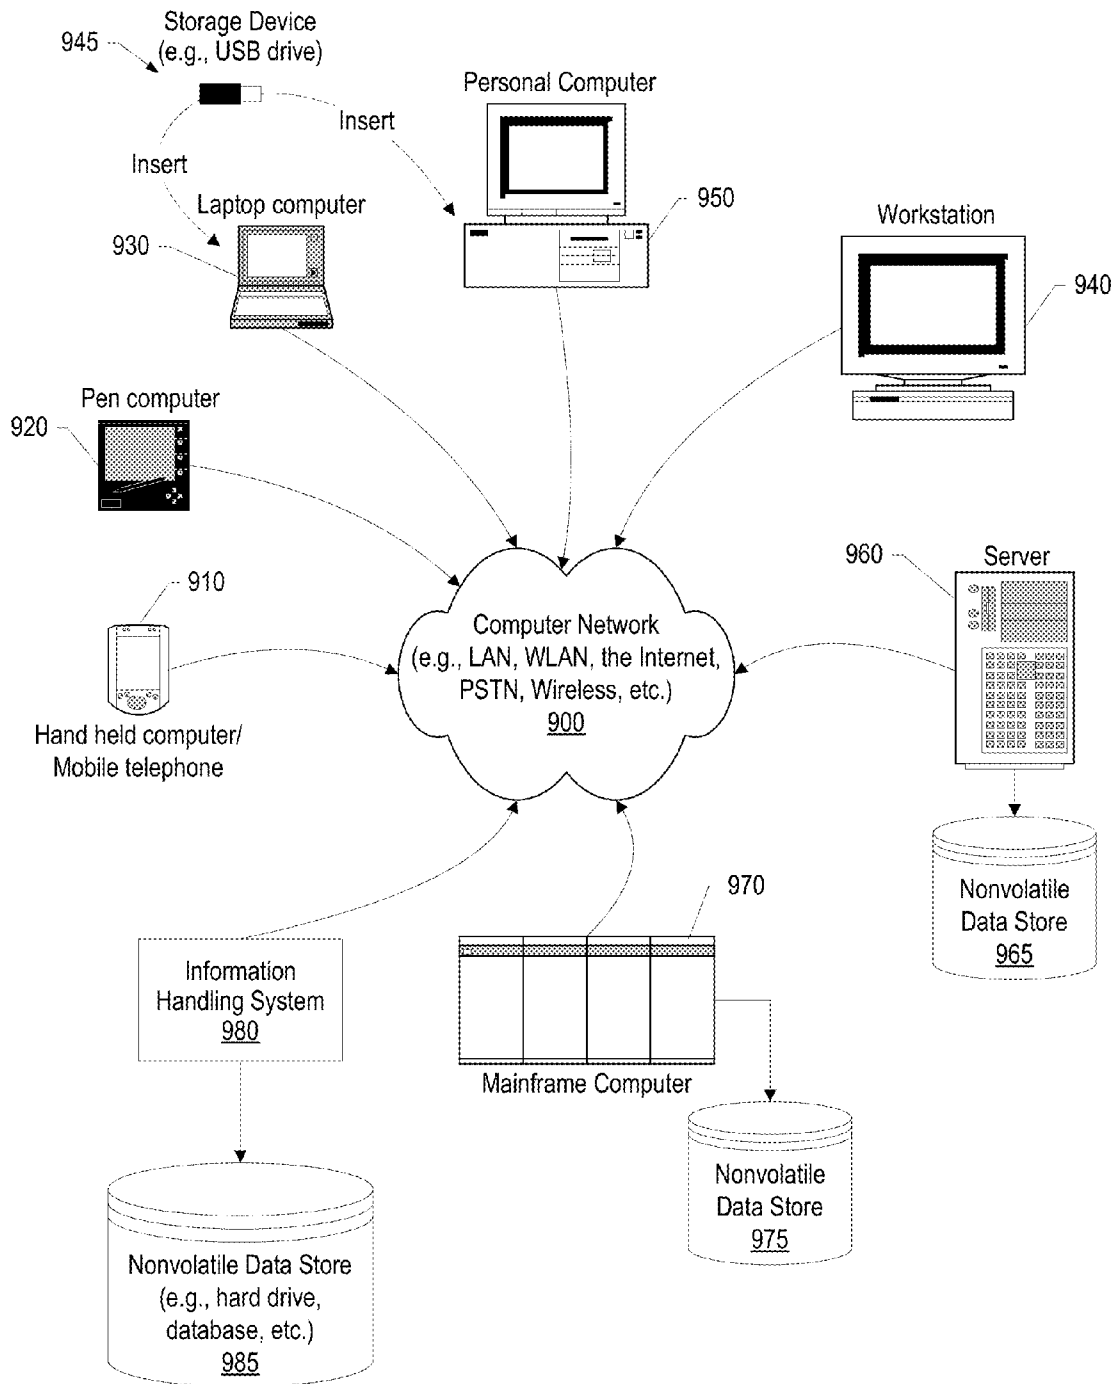 Storage Device
(e.g., USB drive)
945
Personal Computer
Insert
Insert
Laptop computer
950
Workstation
930
940
Pen computer
920
960
Server
910
Computer Network
(e.g., LAN, WLAN, the Internet,
PSTN, Wireless, etc.)
900
Hand held computer/
Mobile telephone
Nonvolatile
Data Store
965
970
Information
Handling System
980
Mainframe Computer
Nonvolatile
Data Store
975
Nonvolatile Data Store
(e.g., hard drive,
database, etc.)
985